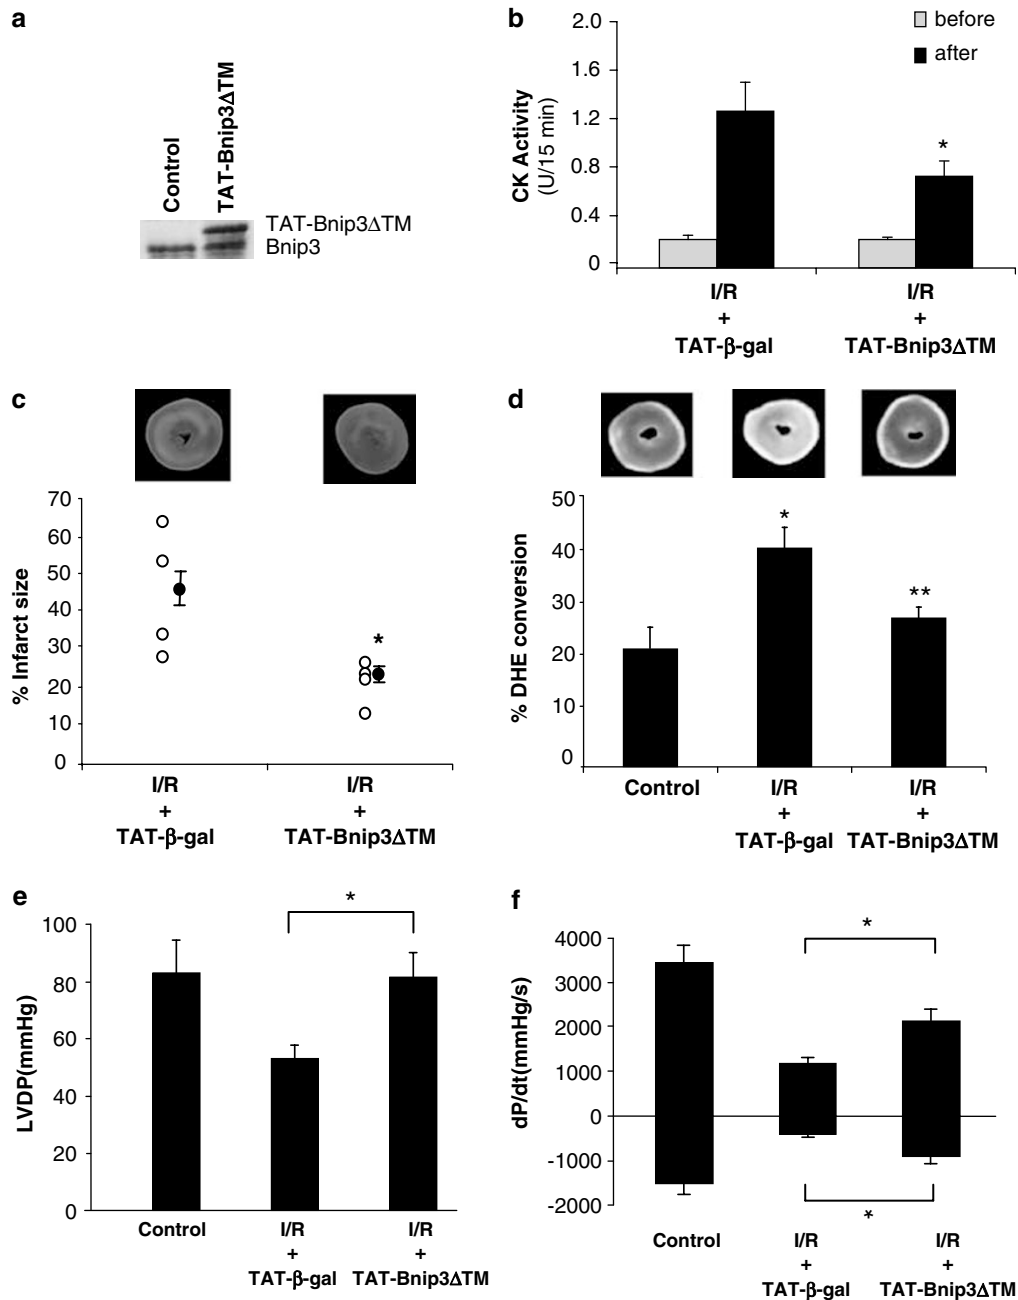 a
Control
TAT-Bnip3ΔTM
TAT-Bnip3ΔTM
Bnip3
b
before
after
CK Activity
(U/15 min)
2.0
1.6
1.2
0.8
0.4
0
*
I/R
+
TAT-β-gal
I/R
+
TAT-Bnip3ΔTM
c
% Infarct size
70
60
50
40
30
20
10
0
*
I/R
+
TAT-β-gal
I/R
+
TAT-Bnip3ΔTM
d
% DHE conversion
50
40
30
20
10
0
*
**
Control
I/R
+
TAT-β-gal
I/R
+
TAT-Bnip3ΔTM
e
LVDP(mmHg)
100
80
60
40
20
0
*
Control
I/R
+
TAT-β-gal
I/R
+
TAT-Bnip3ΔTM
f
dP/dt(mmHg/s)
4000
3000
2000
1000
0
-1000
-2000
*
*
Control
I/R
+
TAT-β-gal
I/R
+
TAT-Bnip3ΔTM